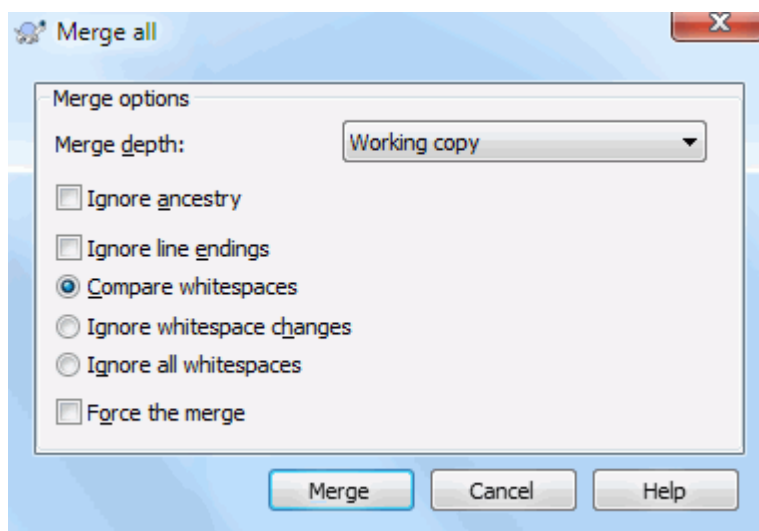 Merge all
Merge options
Merge depth: Working copy
Ignore ancestry
Ignore line endings
Compare whitespaces
Ignore whitespace changes
Ignore all whitespaces
Force the merge
Merge Cancel Help